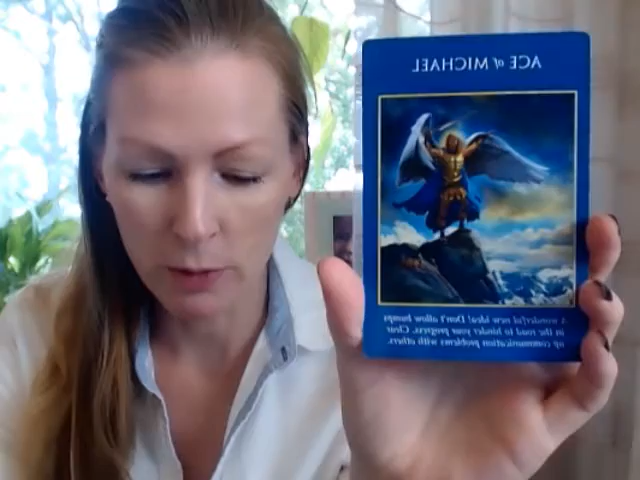 ACE of MICHAEL
A wonderful new idea! Don't allow bumps
in the road to hinder your progress. Clear
up communication problems with others.